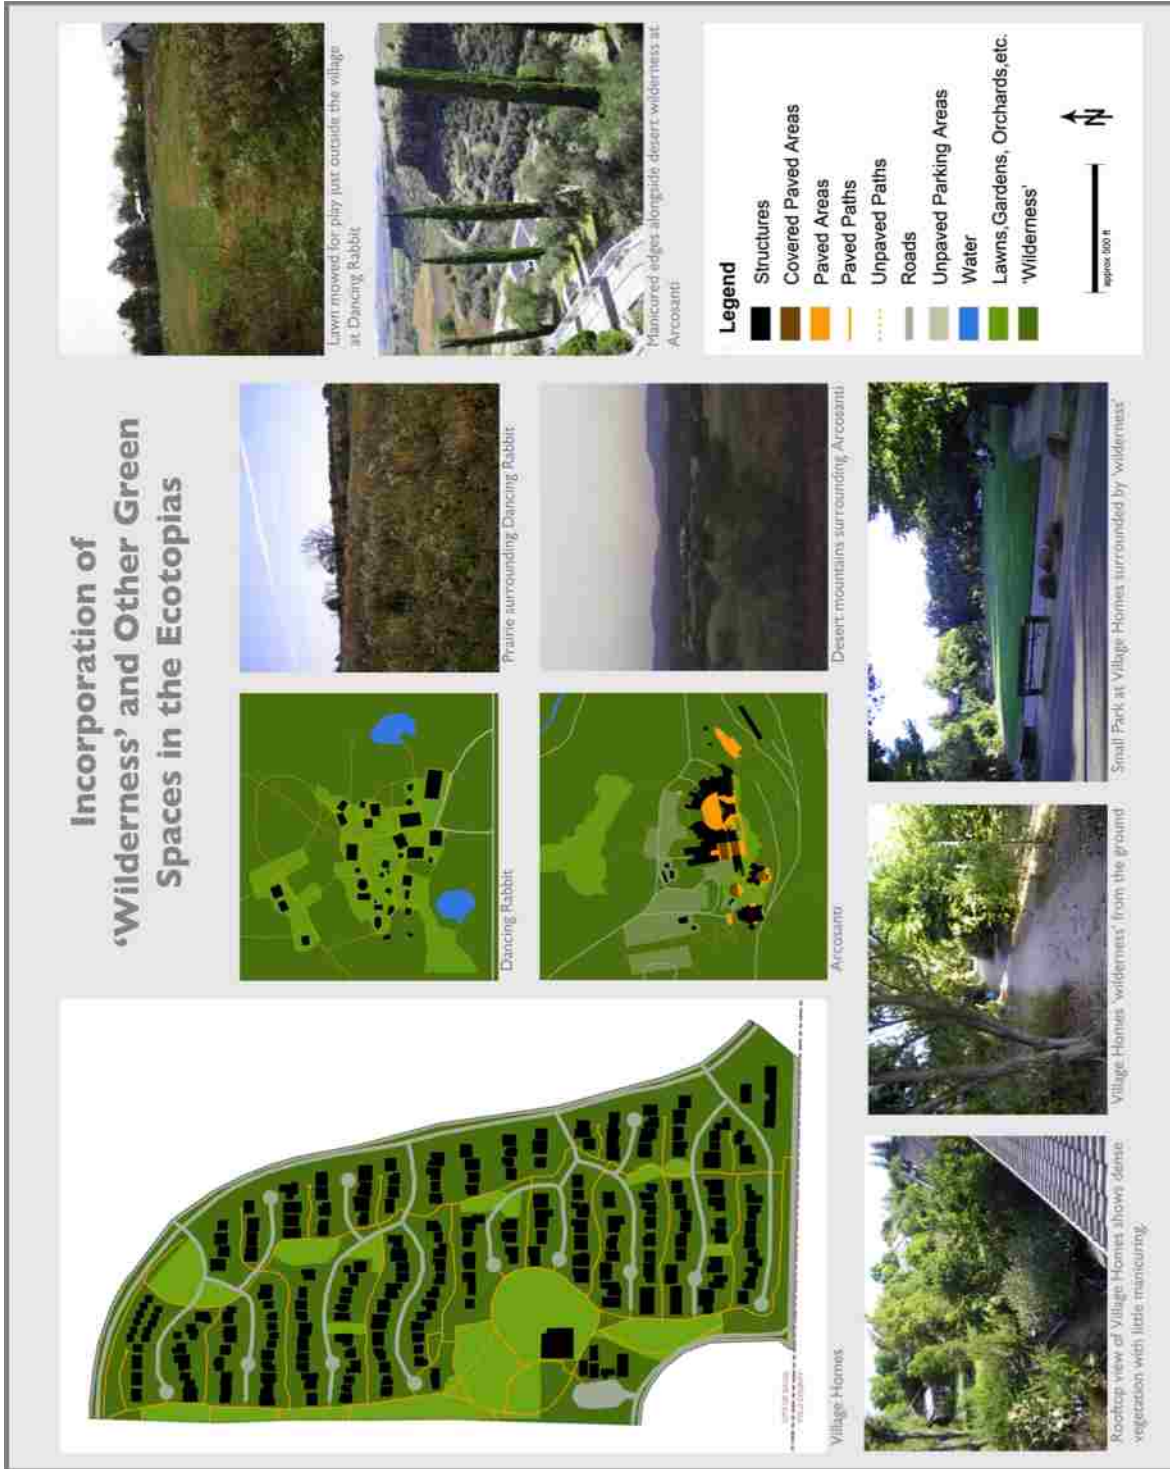 Incorporation of
'Wilderness' and Other Green
Spaces in the Ecotopias
Village Homes
Dancing Rabbit
Prairie surrounding Dancing Rabbit
Lawn mowed for play just outside the village
at Dancing Rabbit
Arcosanti
Desert mountains surrounding Arcosanti
Manicured edges alongside desert wilderness at
Arcosanti
Rooftop view of Village Homes shows dense
vegetation with little manicuring.
Village Homes 'wilderness' from the ground
Small Park at Village Homes surrounded by 'wilderness'
Legend
Structures
Covered Paved Areas
Paved Areas
Paved Paths
Unpaved Paths
Roads
Unpaved Parking Areas
Water
Lawns,Gardens, Orchards,etc.
'Wilderness'
approx 500 ft
N